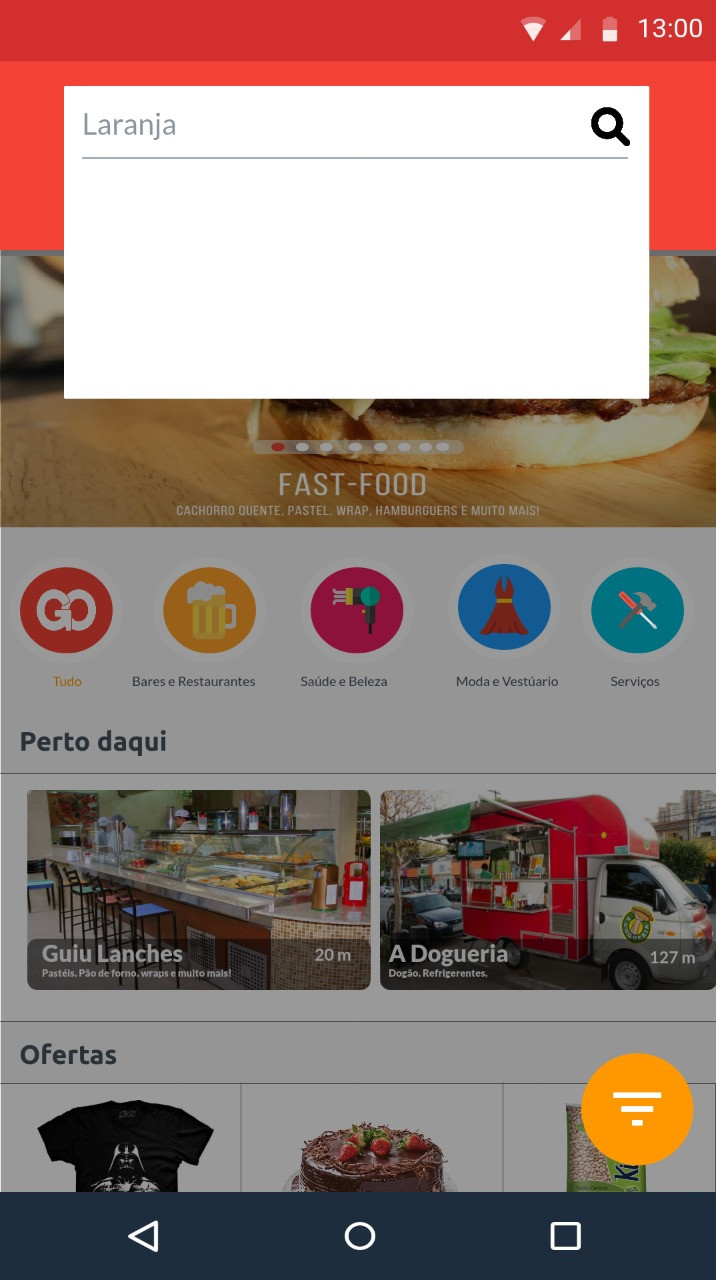 13:00
Laranja
FAST-FOOD
CACHORRO QUENTE, PASTEL, WRAP, HAMBURGUERS E MUITO MAIS!
GO
Tudo
Bares e Restaurantes
Saúde e Beleza
Moda e Vestúario
Serviços
Perto daqui
Guiu Lanches
20 m
Pastéis, Pão de forno, wraps e muito mais!
A Dogueria
127 m
Dogão, Refrigerentes,
Ofertas